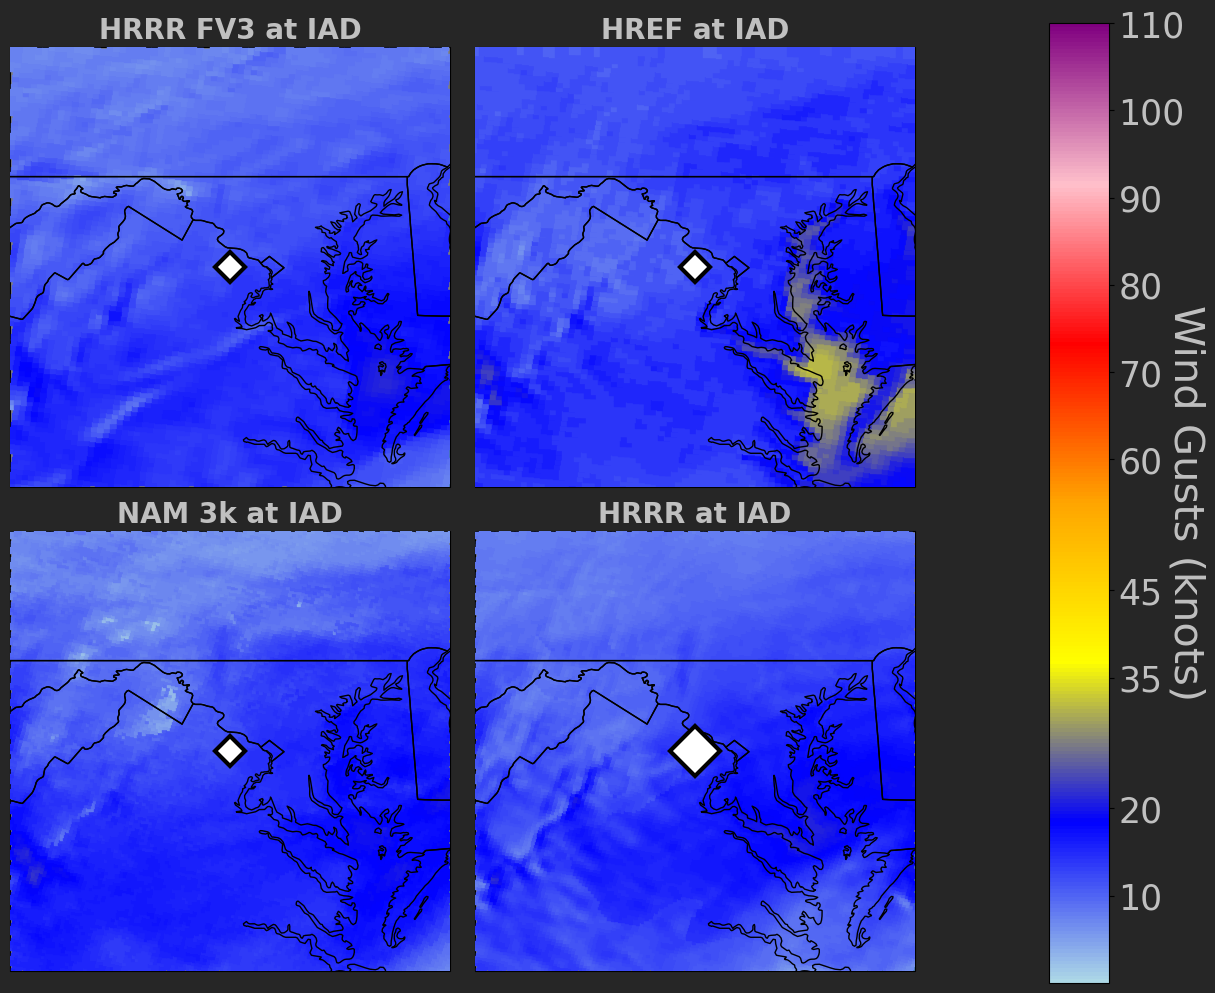 HRRR FV3 at IAD
HREF at IAD
NAM 3k at IAD
HRRR at IAD
110
100
90
80
70
60
45
35
20
10
Wind Gusts (knots)